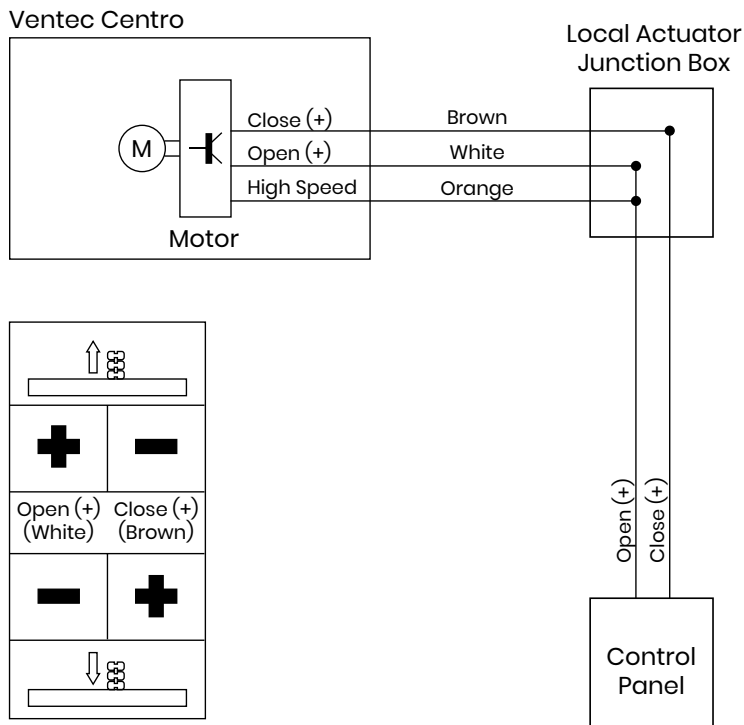 Ventec Centro
Local Actuator
Junction Box
Close (+)
Brown
Open (+)
White
High Speed
Orange
M
Motor
Open (+)
(White)
Close (+)
(Brown)
Open (+)
Close (+)
Control
Panel